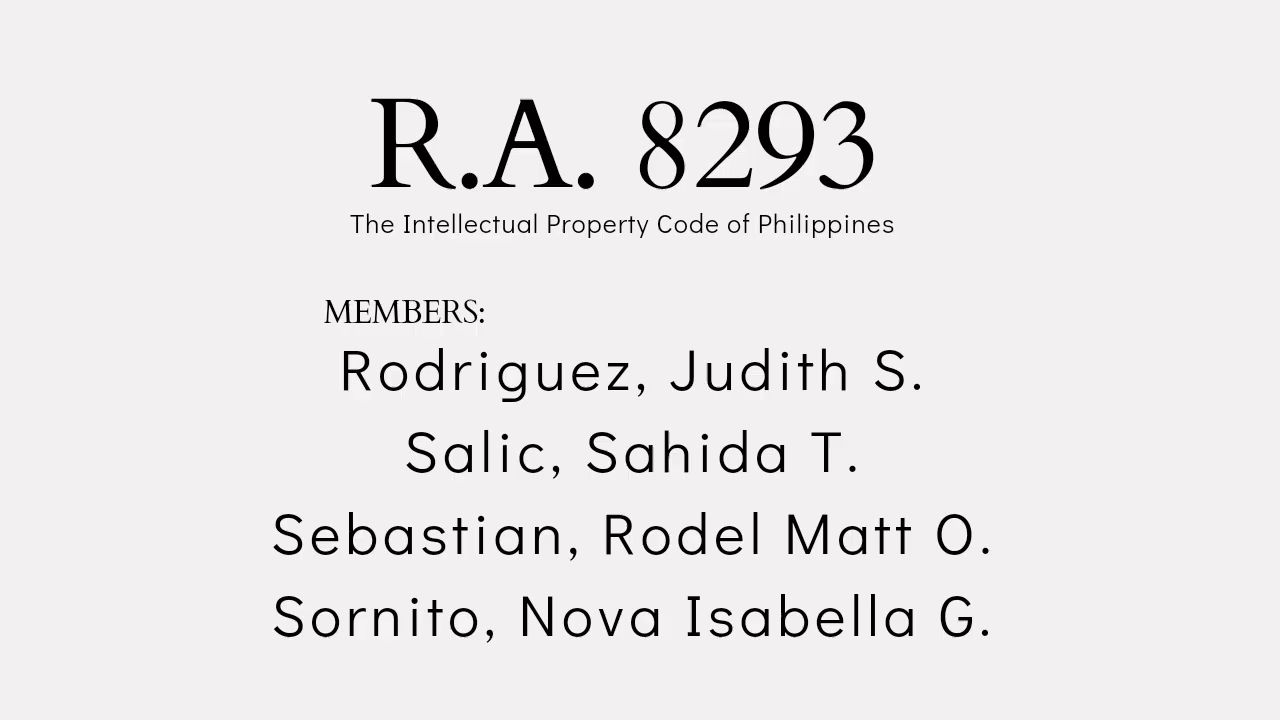 R.A. 8293
The Intellectual Property Code of Philippines
MEMBERS:
Rodriguez, Judith S.
Salic, Sahida T.
Sebastian, Rodel Matt O.
Sornito, Nova Isabella G.